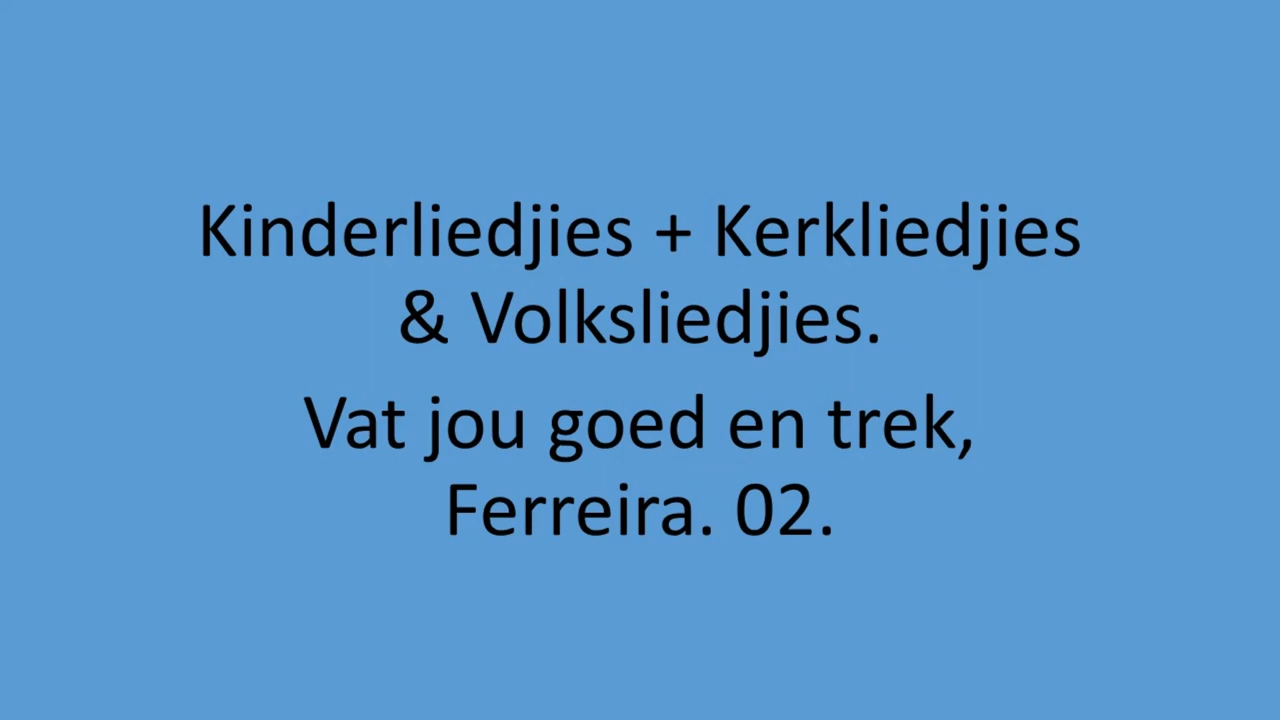 Kinderliedjies + Kerkliedjies
& Volksliedjies.
Vat jou goed en trek,
Ferreira. 02.